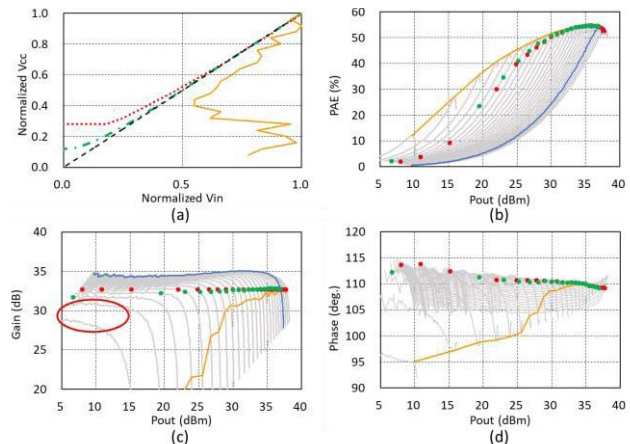 1.0
0.8
0.6
0.4
0.2
0.0
Normalized Vcc
0.0
0.5
1.0
Normalized Vin
(a)
60
50
40
30
20
10
0
PAE (%)
5 10 15 20 25 30 35 40
Pout (dBm)
(b)
40
35
30
25
20
Gain (dB)
5 10 15 20 25 30 35 40
Pout (dBm)
(c)
120
115
110
105
100
95
90
Phase (deg.)
5 10 15 20 25 30 35 40
Pout (dBm)
(d)